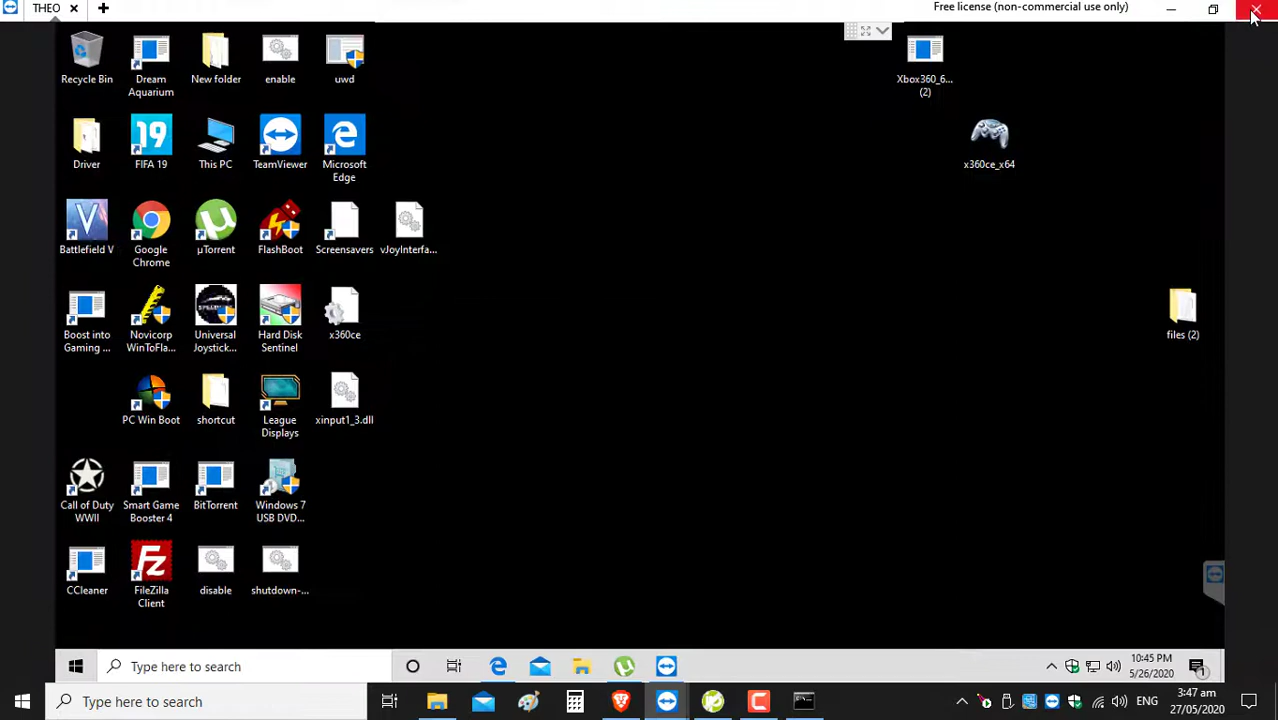 THEO
Free license (non-commercial use only)
Recycle Bin
Dream
Aquarium
New folder
enable
uwd
Xbox360_6...
(2)
Driver
19
FIFA 19
This PC
TeamViewer
Microsoft
Edge
x360ce_x64
V
Battlefield V
Google
Chrome
µTorrent
FlashBoot
Screensavers
vJoyInterfa...
Boost into
Gaming ...
Novicorp
WinToFla...
Universal
Joystick...
Hard Disk
Sentinel
x360ce
files (2)
PC Win Boot
shortcut
League
Displays
xinput1_3.dll
Call of Duty
WWII
Smart Game
Booster 4
BitTorrent
Windows 7
USB DVD...
CCleaner
Fz
FileZilla
Client
disable
shutdown-...
Type here to search
10:45 PM
5/26/2020
1
Type here to search
ENG
3:47 am
27/05/2020